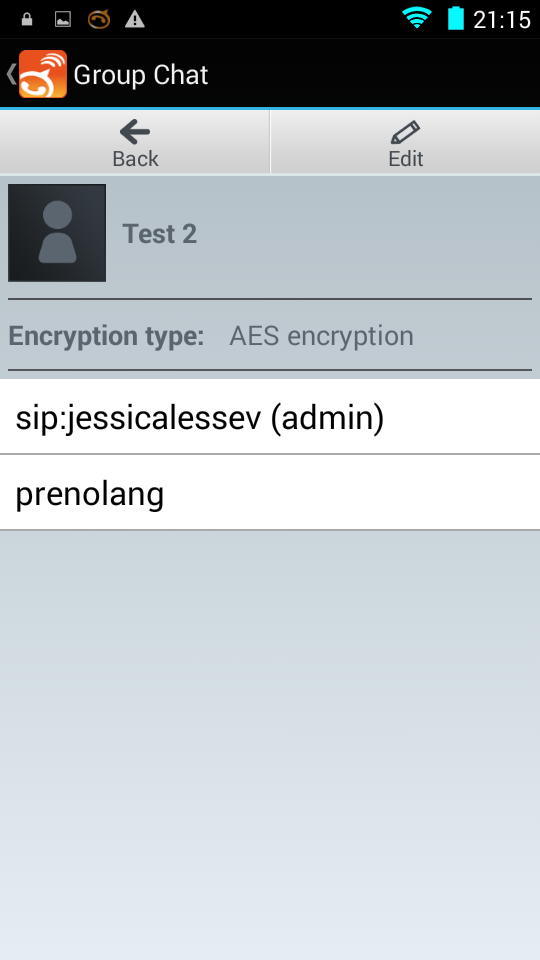 21:15
Group Chat
Back
Edit
Test 2
Encryption type: AES encryption
sip:jessicalessev (admin)
prenolang